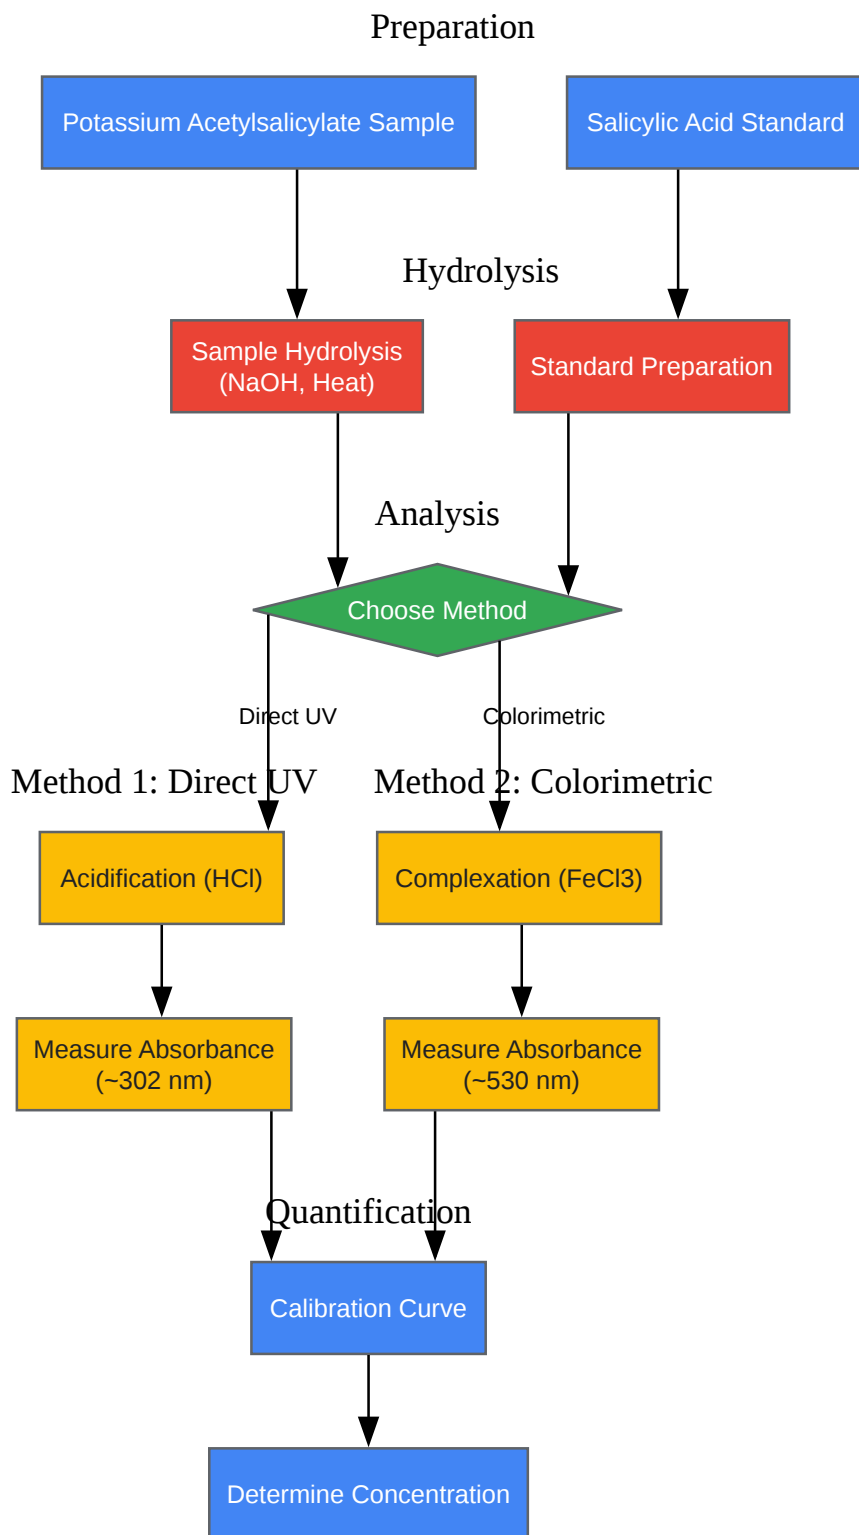 Preparation
Potassium Acetylsalicylate Sample
Salicylic Acid Standard
Hydrolysis
Sample Hydrolysis
(NaOH, Heat)
Standard Preparation
Analysis
Choose Method
Direct UV
Colorimetric
Method 1: Direct UV
Method 2: Colorimetric
Acidification (HCl)
Complexation (FeCl3)
Measure Absorbance
(~302 nm)
Measure Absorbance
(~530 nm)
Quantification
Calibration Curve
Determine Concentration